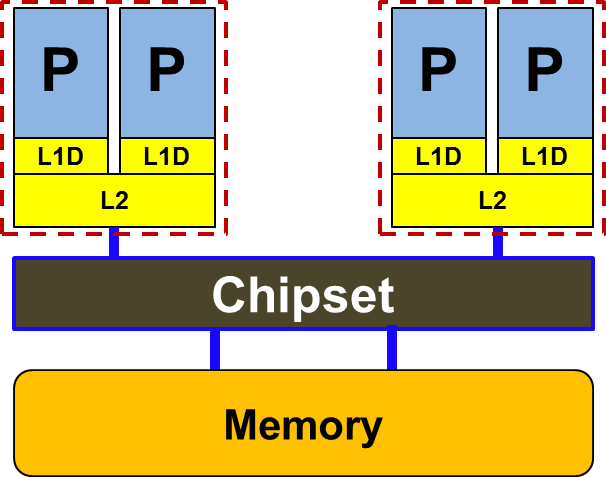 P P P P
L1D L1D L1D L1D
L2 L2
Chipset
Memory